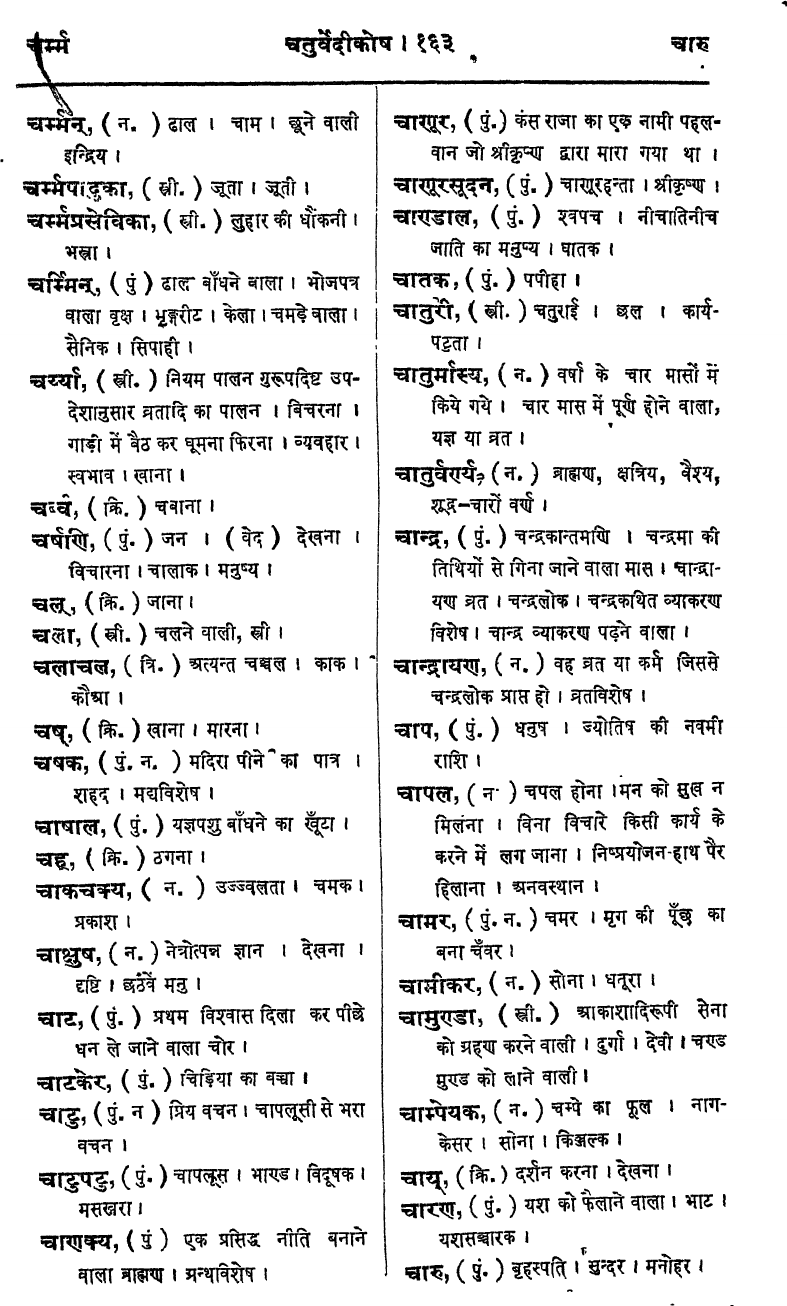 चर्म्म चतुर्वेदीकोष । १६३ चारु
चर्म्मन्, ( न. ) ढाल । चाम । छूने वाली
इन्द्रिय ।
चर्म्मपादुका, ( स्त्री. ) जूता । जूती ।
चर्म्मप्रसेविका, ( स्त्री. ) लुहार की धौंकनी ।
भस्त्रा ।
चर्म्मिन्, ( पुं ) ढाल बाँधने वाला । भोजपत्र
वाला वृक्ष । भृङ्गरीट । केला । चमड़े वाला ।
सैनिक । सिपाही ।
चर्य्या, ( स्त्री. ) नियम पालन गुरूपदिष्ट उप-
देशानुसार व्रतादि का पालन । बिचरना ।
गाड़ी में बैठ कर घूमना फिरना । व्यवहार ।
स्वभाव । खाना ।
चर्व्व, ( क्रि. ) चबाना ।
चर्षणि, ( पुं. ) जन । ( वेद ) देखना ।
विचारना । चालाक । मनुष्य ।
चल्, ( क्रि. ) जाना ।
चला, ( स्त्री. ) चलने वाली, स्त्री ।
चलाचल, ( त्रि. ) अत्यन्त चञ्चल । काक ।
कौआ ।
चष्, ( क्रि. ) खाना । मारना ।
चषक, ( पुं. न. ) मदिरा पीने का पात्र ।
शहद । मद्यविशेष ।
चाषाल, ( पुं. ) यज्ञपशु बाँधने का खूँटा ।
चह्, ( क्रि. ) ठगना ।
चाकचक्य, ( न. ) उज्ज्वलता । चमक ।
प्रकाश ।
चाक्षुष, ( न. ) नेत्रोत्पन्न ज्ञान । देखना ।
दृष्टि । छठवें मनु ।
चाट, ( पुं. ) प्रथम विश्वास दिला कर पीछे
धन ले जाने वाला चोर ।
चाटकेर, ( पुं. ) चिड़िया का बच्चा ।
चाटु, ( पुं. न ) प्रिय वचन । चापलूसी से भरा
वचन ।
चाटुपटु, ( पुं. ) चापलूस । भाण्ड । विदूषक ।
मसखरा ।
चाणक्य, ( पुं ) एक प्रसिद्ध नीति बनाने
वाला ब्राह्मण । ग्रन्थविशेष ।
चाणूर, ( पुं. ) कंस राजा का एक नामी पहल-
वान जो श्रीकृष्ण द्वारा मारा गया था ।
चाणूरसूदन, ( पुं. ) चाणूरहन्ता । श्रीकृष्ण ।
चाण्डाल, ( पुं. ) श्वपच । नीचातिनीच
जाति का मनुष्य । घातक ।
चातक, ( पुं. ) पपीहा ।
चातुरी, ( स्त्री. ) चतुराई । छल । कार्य-
पटुता ।
चातुर्मास्य, ( न. ) वर्षा के चार मासों में
किये गये । चार मास में पूर्ण होने वाला,
यज्ञ या व्रत ।
चातुर्वर्ण्य, ( न. ) ब्राह्मण, क्षत्रिय, वैश्य,
शूद्र–चारों वर्ण ।
चान्द्र, ( पुं. ) चन्द्रकान्तमणि । चन्द्रमा की
तिथियों से गिना जाने वाला मास । चान्द्रा-
यण व्रत । चन्द्रलोक । चन्द्रकथित व्याकरण
विशेष । चान्द्र व्याकरण पढ़ने वाला ।
चान्द्रायण, ( न. ) वह व्रत या कर्म जिससे
चन्द्रलोक प्राप्त हो । व्रतविशेष ।
चाप, ( पुं. ) धनुष । ज्योतिष की नवमी
राशि ।
चापल, ( न ) चपल होना । मन को सुख न
मिलना । विना विचारे किसी कार्य के
करने में लग जाना । निष्प्रयोजन-हाथ पैर
हिलाना । अनवस्थान ।
चामर, ( पुं. न. ) चमर । मृग की पूँछ का
बना चँवर ।
चामीकर, ( न. ) सोना । धतूरा ।
चामुण्डा, ( स्त्री. ) आकाशादिरूपी सेना
को ग्रहण करने वाली । दुर्गा । देवी । चण्ड
मुण्ड को लाने वाली ।
चाम्पेयक, ( न. ) चम्पे का फूल । नाग-
केसर । सोना । किञ्जल्क ।
चाय्, ( क्रि. ) दर्शन करना । देखना ।
चारण, ( पुं. ) यश को फैलाने वाला । भाट ।
यशसञ्चारक ।
चारु, ( पुं. ) बृहस्पति । सुन्दर । मनोहर ।